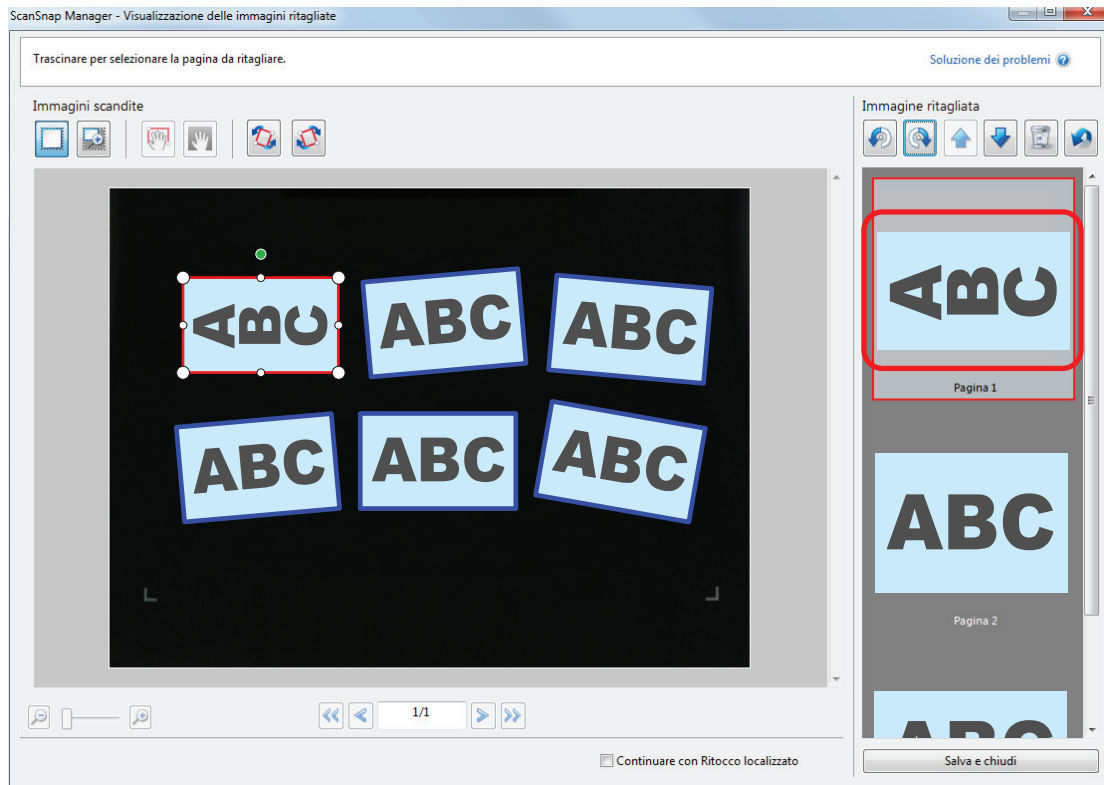 ScanSnap Manager - Visualizzazione delle immagini ritagliate
Trascinare per selezionare la pagina da ritagliare.
Soluzione dei problemi
Immagini scandite
Immagine ritagliata
ABC
ABC
ABC
ABC
ABC
ABC
ABC
Pagina 1
ABC
Pagina 2
ABC
1/1
Continuare con Ritocco localizzato
Salva e chiudi